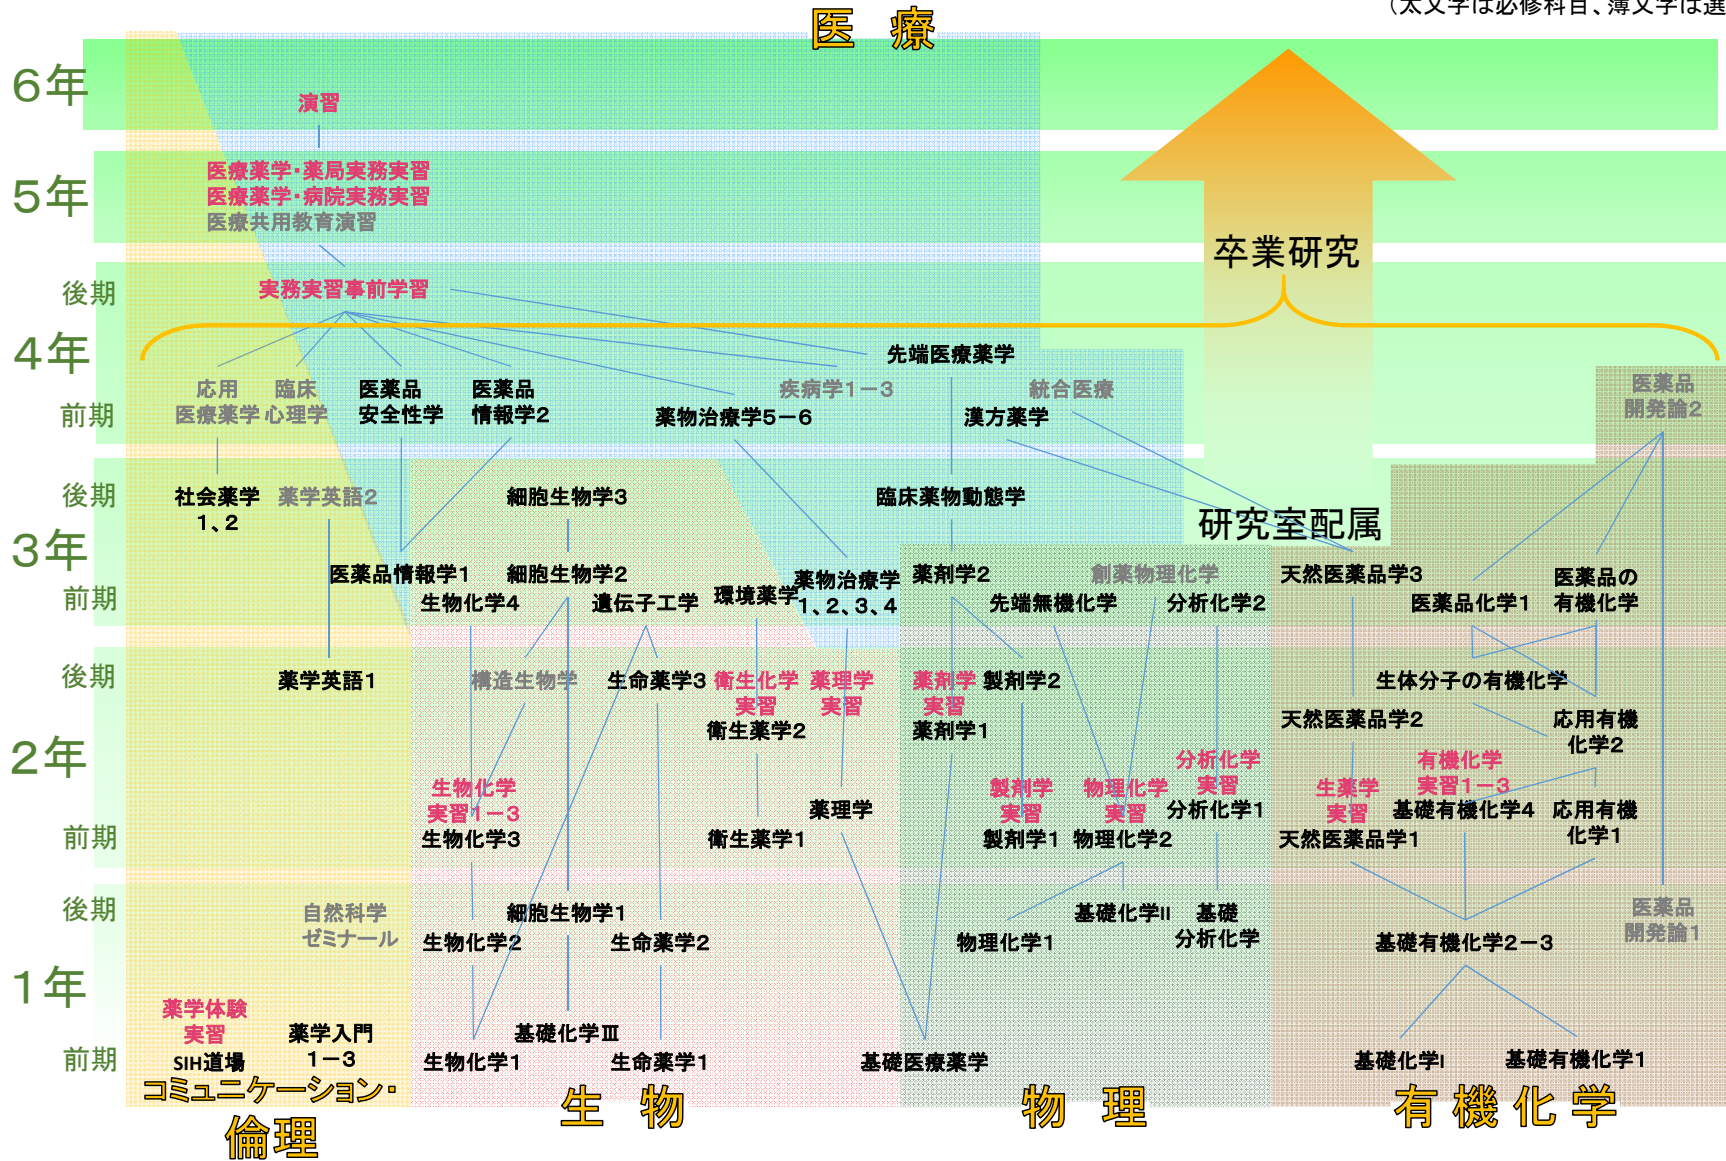 （太文字は必修科目、薄文字は選
医　療
6年
演習
5年
医療薬学・薬局実務実習
医療薬学・病院実務実習
医療共用教育演習
卒業研究
後期
実務実習事前学習
4年
先端医療薬学
応用
医療薬学
臨床
心理学
医薬品
安全性学
医薬品
情報学2
疾病学1－3
薬物治療学5－6
統合医療
漢方薬学
医薬品
開発論2
前期
後期
社会薬学
1、2
薬学英語2
細胞生物学3
臨床薬物動態学
研究室配属
3年
医薬品情報学1
細胞生物学2
薬物治療学
1、2、3、4
薬剤学2
創薬物理化学
天然医薬品学3
医薬品の
有機化学
前期
生物化学4
遺伝子工学
環境薬学
先端無機化学
分析化学2
医薬品化学1
後期
薬学英語1
構造生物学
生命薬学3
衛生化学
実習
衛生薬学2
薬理学
実習
薬剤学
実習
薬剤学1
製剤学2
生体分子の有機化学
天然医薬品学2
応用有機
化学2
2年
生物化学
実習1－3
生物化学3
薬理学
製剤学
実習
製剤学1
物理化学
実習
物理化学2
分析化学
実習
分析化学1
生薬学
実習
天然医薬品学1
有機化学
実習1－3
基礎有機化学4
応用有機
化学1
前期
衛生薬学1
後期
自然科学
ゼミナール
細胞生物学1
生物化学2
生命薬学2
物理化学1
基礎化学II
基礎
分析化学
基礎有機化学2－3
医薬品
開発論1
1年
薬学体験
実習
SIH道場
薬学入門
1－3
基礎化学Ⅲ
前期
生物化学1
生命薬学1
基礎医療薬学
基礎化学I
基礎有機化学1
コミュニケーション・
倫理
生　物
物　理
有機化学